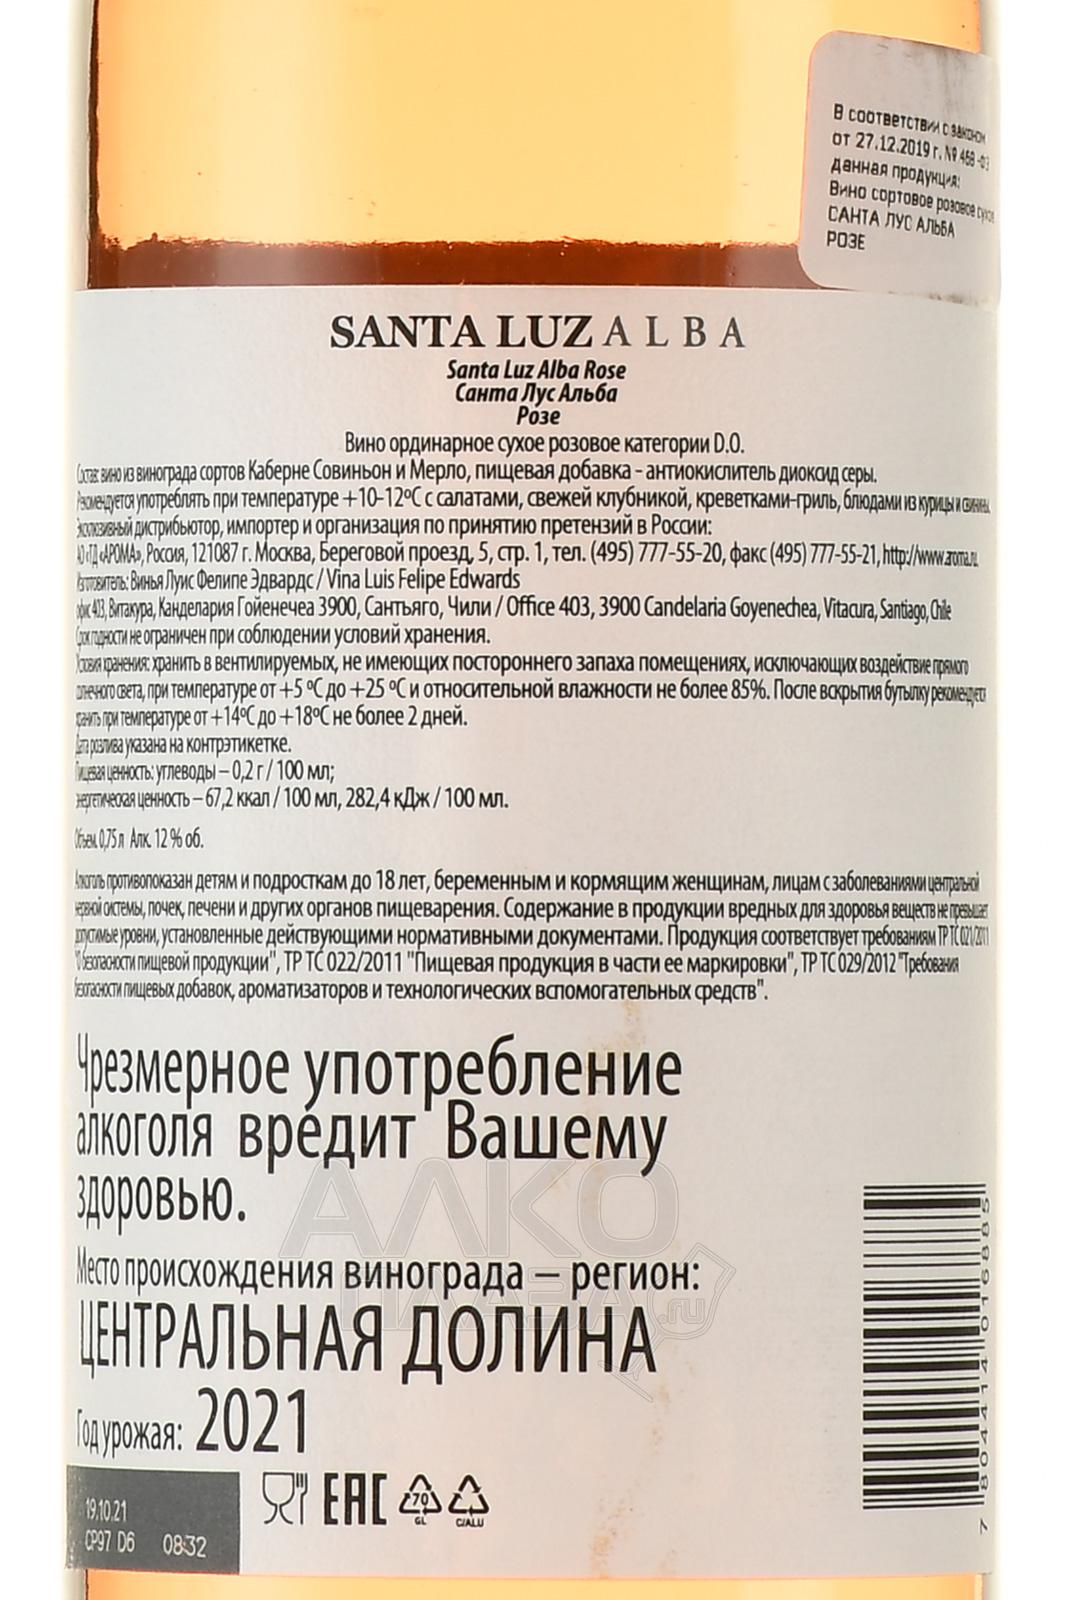 В соответствии с законом
от 27.12.2019 г. № 468-ФЗ
данная продукция:
Вино сортовое розовое сухое
САНТА ЛУС АЛЬБА
РОЗЕ
SANTA LUZ ALBA
Santa Luz Alba Rose
Санта Лус Альба
Розе
Вино ординарное сухое розовое категории D.O.
Состав: вино из винограда сортов Каберне Совиньон и Мерло, пищевая добавка - антиокислитель диоксид серы.
Рекомендуется употреблять при температуре +10-12ºС с салатами, свежей клубникой, креветками-гриль, блюдами из курицы и свинины.
Эксклюзивный дистрибьютор, импортер и организация по принятию претензий в России:
АО «ТД «АРОМА», Россия, 121087 г. Москва, Береговой проезд, 5, стр. 1, тел. (495) 777-55-20, факс (495) 777-55-21, http://www.aroma.ru.
Изготовитель: Винья Луис Фелипе Эдвардс / Vina Luis Felipe Edwards
офис 403, Витакура, Канделария Гойенечеа 3900, Сантьяго, Чили / Office 403, 3900 Candelaria Goyenechea, Vitacura, Santiago, Chile
Срок годности не ограничен при соблюдении условий хранения.
Условия хранения: хранить в вентилируемых, не имеющих постороннего запаха помещениях, исключающих воздействие прямого
солнечного света, при температуре от +5 ºС до +25 ºС и относительной влажности не более 85%. После вскрытия бутылку рекомендуется
хранить при температуре от +14ºС до +18ºС не более 2 дней.
Дата розлива указана на контрэтикетке.
Пищевая ценность: углеводы – 0,2 г / 100 мл;
энергетическая ценность – 67,2 ккал / 100 мл, 282,4 кДж / 100 мл.
Объем. 0,75 л Алк. 12 % об.
Алкоголь противопоказан детям и подросткам до 18 лет, беременным и кормящим женщинам, лицам с заболеваниями центральной
нервной системы, почек, печени и других органов пищеварения. Содержание в продукции вредных для здоровья веществ не превышает
допустимые уровни, установленные действующими нормативными документами. Продукция соответствует требованиям ТР ТС 021/2011
"О безопасности пищевой продукции", ТР ТС 022/2011 "Пищевая продукция в части ее маркировки", ТР ТС 029/2012 "Требования
безопасности пищевых добавок, ароматизаторов и технологических вспомогательных средств".
Чрезмерное употребление
алкоголя вредит Вашему
здоровью.
Место происхождения винограда – регион:
ЦЕНТРАЛЬНАЯ ДОЛИНА
Год урожая: 2021
19.10.21
CP97 D6 08:32
EAC
70
GL
C/ALU
7 804414 015885
АЛКО
ПЛАЗА.ru